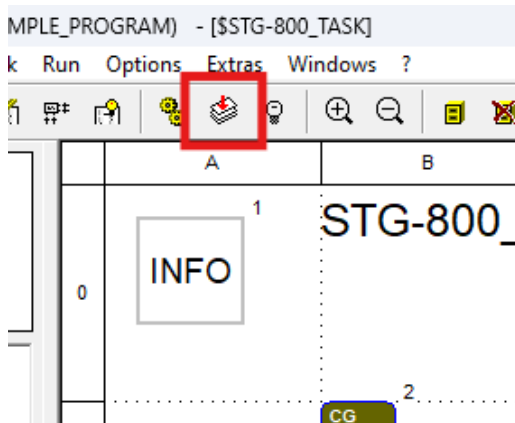 MPLE_PROGRAM) - [$STG-800_TASK]
k Run Options Extras Windows ?
A B
1
STG-800_
INFO
0
2
CG